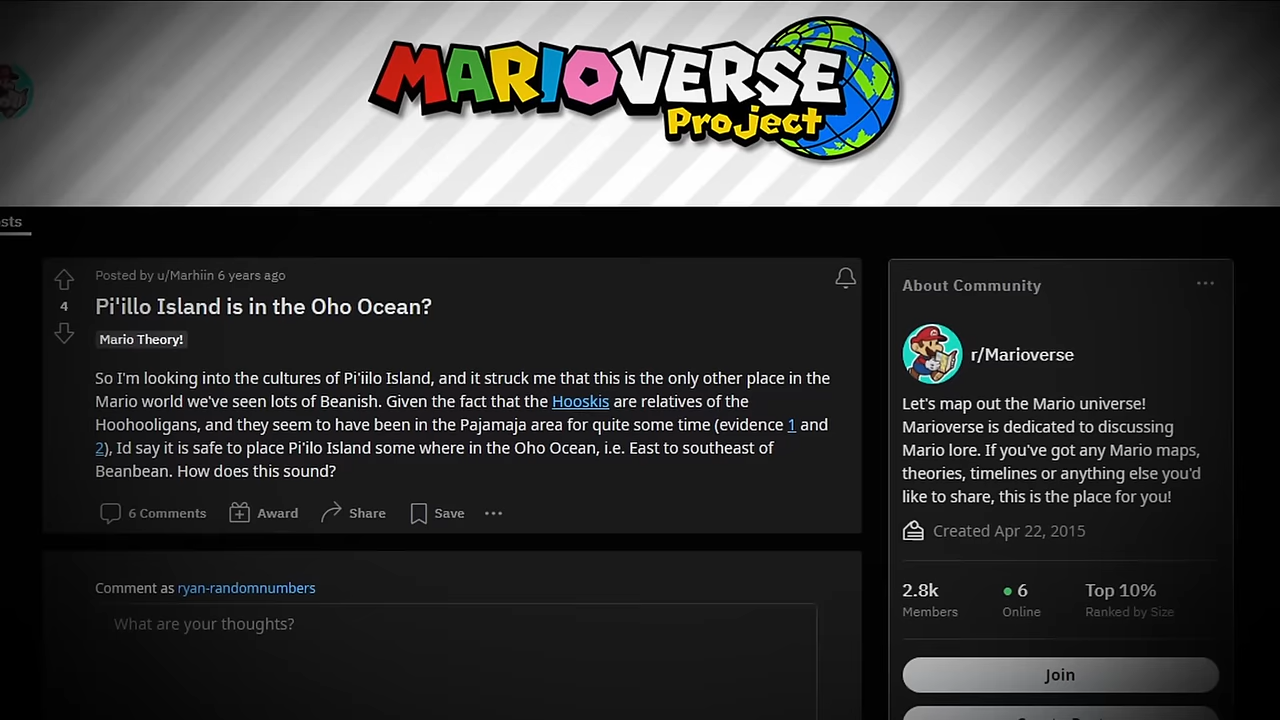 MARIOVERSE
Project
sts
Posted by u/Marhiin 6 years ago
4
Pi'illo Island is in the Oho Ocean?
Mario Theory!
So I'm looking into the cultures of Pi'iilo Island, and it struck me that this is the only other place in the
Mario world we've seen lots of Beanish. Given the fact that the Hooskis are relatives of the
Hoohooligans, and they seem to have been in the Pajamaja area for quite some time (evidence 1 and
2), Id say it is safe to place Pi'ilo Island some where in the Oho Ocean, i.e. East to southeast of
Beanbean. How does this sound?
6 Comments Award Share Save
Comment as ryan-randomnumbers
What are your thoughts?
About Community
r/Marioverse
Let's map out the Mario universe!
Marioverse is dedicated to discussing
Mario lore. If you've got any Mario maps,
theories, timelines or anything else you'd
like to share, this is the place for you!
Created Apr 22, 2015
2.8k 6 Top 10%
Members Online Ranked by Size
Join